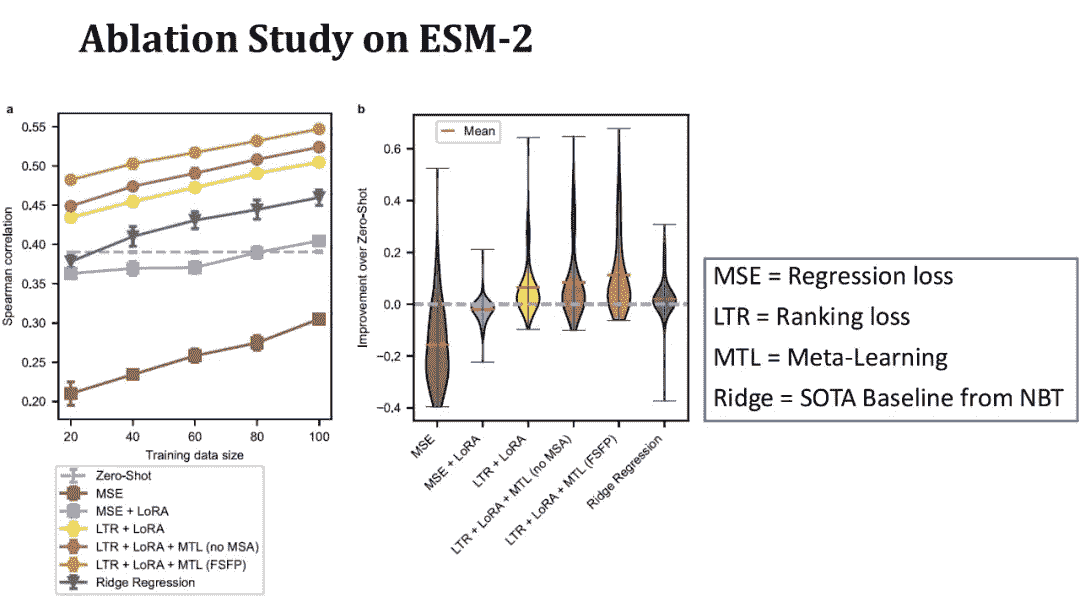 Ablation Study on ESM-2
a
Spearman correlation
0.55
0.50
0.45
0.40
0.35
0.30
0.25
0.20
20 40 60 80 100
Training data size
Zero-Shot
MSE
MSE + LoRA
LTR + LoRA
LTR + LoRA + MTL (no MSA)
LTR + LoRA + MTL (FSFP)
Ridge Regression
b
Mean
Improvement over Zero-Shot
0.6
0.4
0.2
0.0
−0.2
−0.4
MSE
MSE + LoRA
LTR + LoRA
LTR + LoRA + MTL (no MSA)
LTR + LoRA + MTL (FSFP)
Ridge Regression
MSE = Regression loss
LTR = Ranking loss
MTL = Meta-Learning
Ridge = SOTA Baseline from NBT